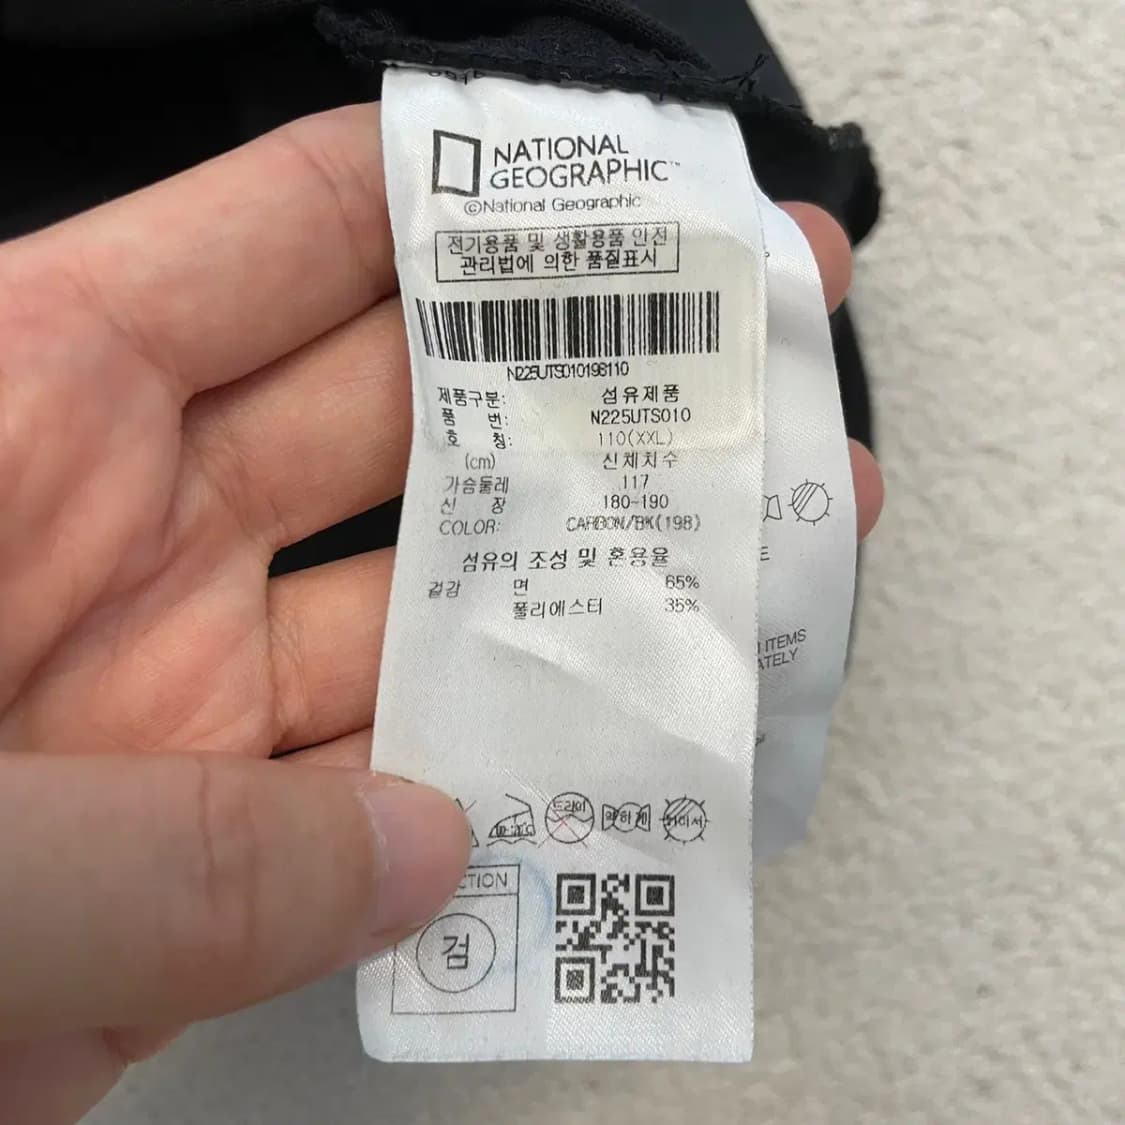 NATIONAL
GEOGRAPHIC™
©National Geographic
전기용품 및 생활용품 안전
관리법에 의한 품질표시
N225UTS010198110
제품구분: 섬유제품
품 번: N225UTS010
호 칭: 110(XXL)
(cm) 신체치수
가슴둘레 117
신 장 180-190
COLOR: CARBON/BK(198)
섬유의 조성 및 혼용율
겉감 면 65%
폴리에스터 35%
드라이
약하게
CTION
검
E
ITEMS
ATELY